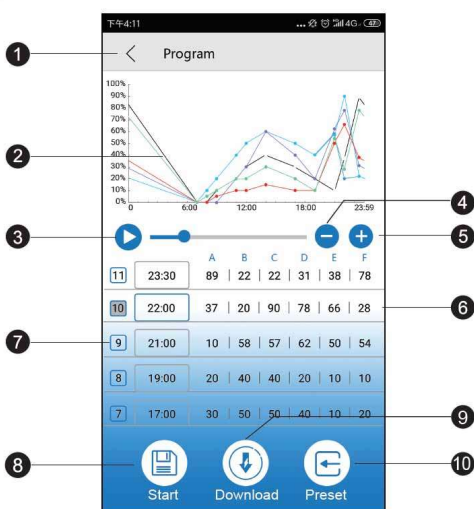 下午4:11 ... 4G 47
1 Program
100%
90%
80%
70%
2 60%
50%
40%
30%
20%
10%
0%
0 6:00 12:00 18:00 23:59
4
3 5
A B C D E F
11 23:30 89 | 22 | 22 | 31 | 38 | 78
10 22:00 37 | 20 | 90 | 78 | 66 | 28 6
7 9 21:00 10 | 58 | 57 | 62 | 50 | 54
8 19:00 20 | 40 | 40 | 20 | 10 | 10
7 17:00 30 | 50 | 50 | 40 | 10 | 20
9
8 10
Start Download Preset